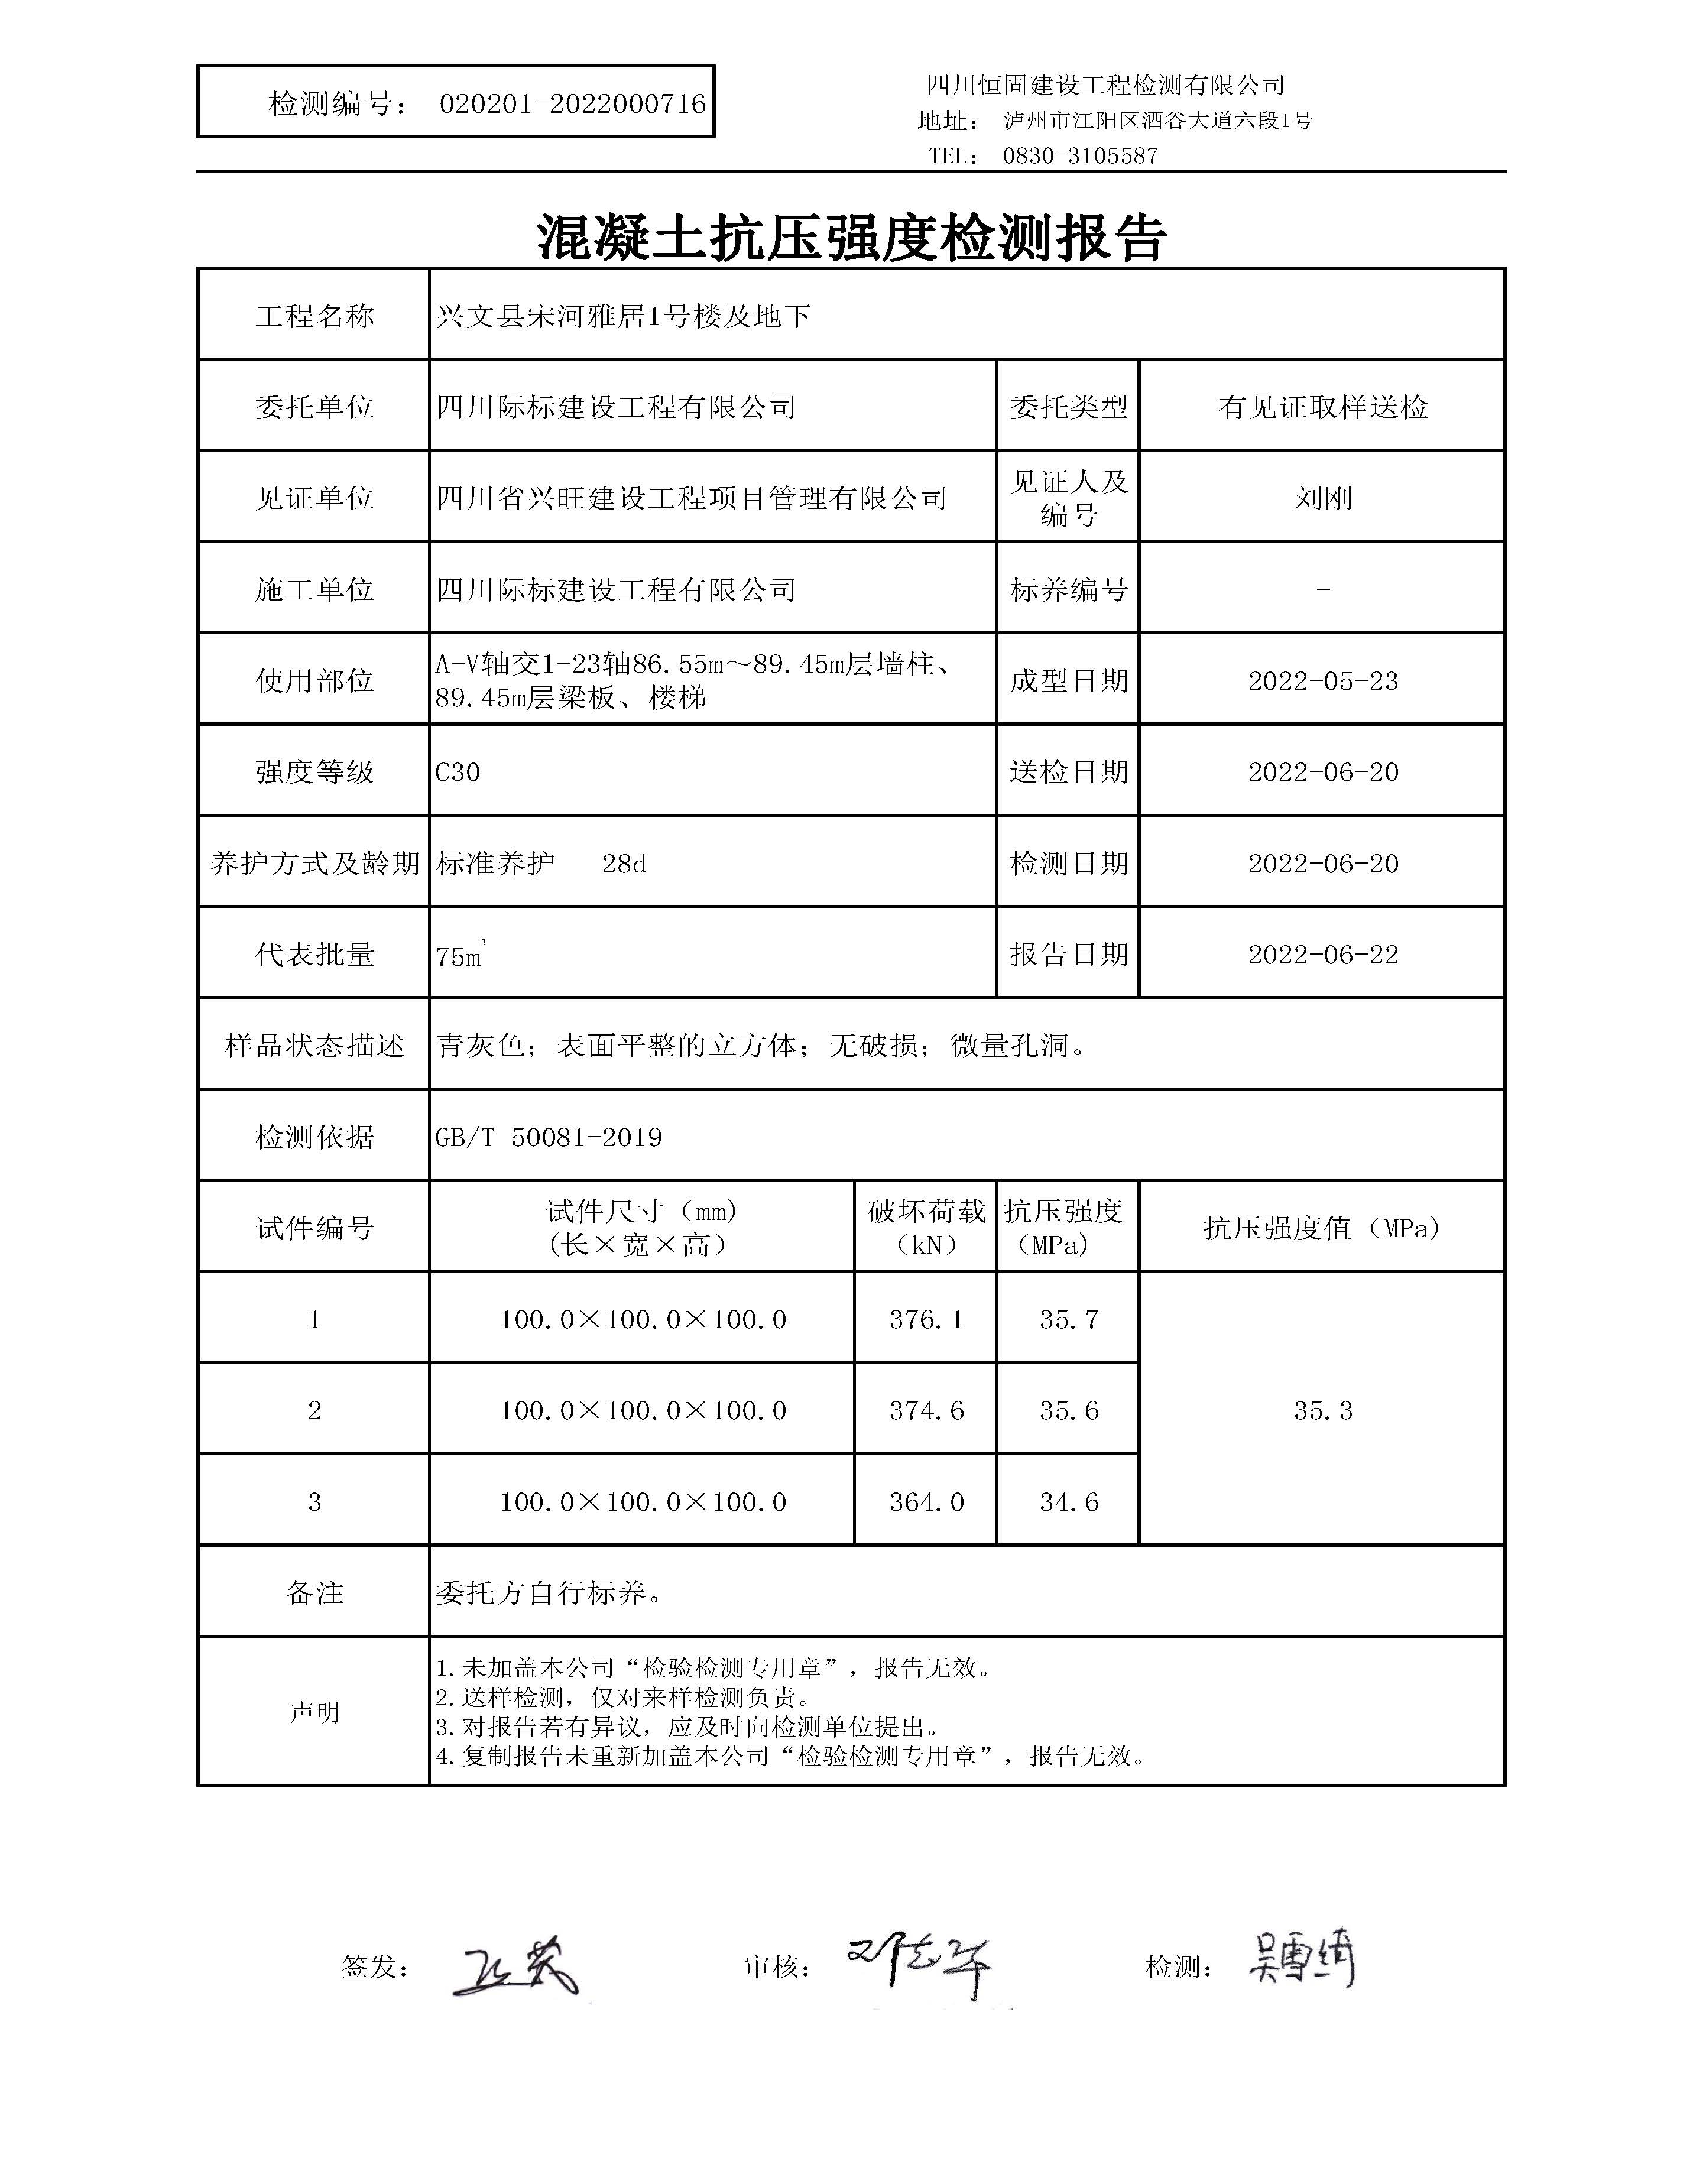 检测编号： 020201-2022000716
四川恒固建设工程检测有限公司
地址： 泸州市江阳区酒谷大道六段1号
TEL： 0830-3105587
混凝土抗压强度检测报告
工程名称 兴文县宋河雅居1号楼及地下
委托单位 四川际标建设工程有限公司 委托类型 有见证取样送检
见证单位 四川省兴旺建设工程项目管理有限公司 见证人及编号 刘刚
施工单位 四川际标建设工程有限公司 标养编号 -
使用部位 A-V轴交1-23轴86.55m～89.45m层墙柱、
89.45m层梁板、楼梯 成型日期 2022-05-23
强度等级 C30 送检日期 2022-06-20
养护方式及龄期 标准养护 28d 检测日期 2022-06-20
代表批量 75m³ 报告日期 2022-06-22
样品状态描述 青灰色；表面平整的立方体；无破损；微量孔洞。
检测依据 GB/T 50081-2019
试件编号 试件尺寸（mm)
(长×宽×高） 破坏荷载
（kN） 抗压强度
（MPa) 抗压强度值（MPa)
1 100.0×100.0×100.0 376.1 35.7
2 100.0×100.0×100.0 374.6 35.6 35.3
3 100.0×100.0×100.0 364.0 34.6
备注 委托方自行标养。
声明
1.未加盖本公司“检验检测专用章”，报告无效。
2.送样检测，仅对来样检测负责。
3.对报告若有异议，应及时向检测单位提出。
4.复制报告未重新加盖本公司“检验检测专用章”，报告无效。
签发： 审核： 检测： 吴雪绮